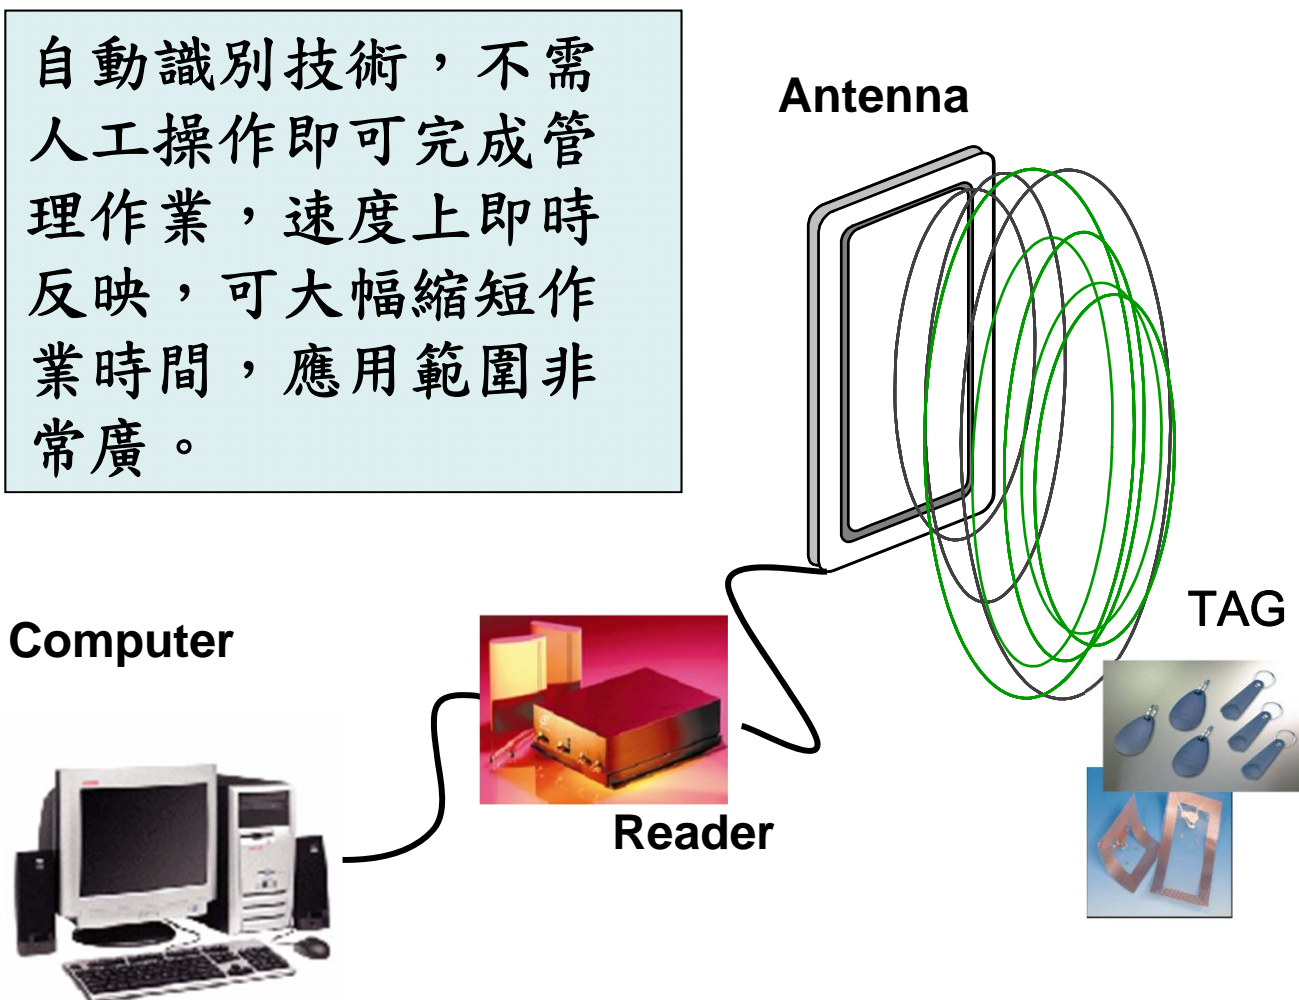 自動識別技術，不需
人工操作即可完成管
理作業，速度上即時
反映，可大幅縮短作
業時間，應用範圍非
常廣。
Antenna
TAG
Computer
Reader